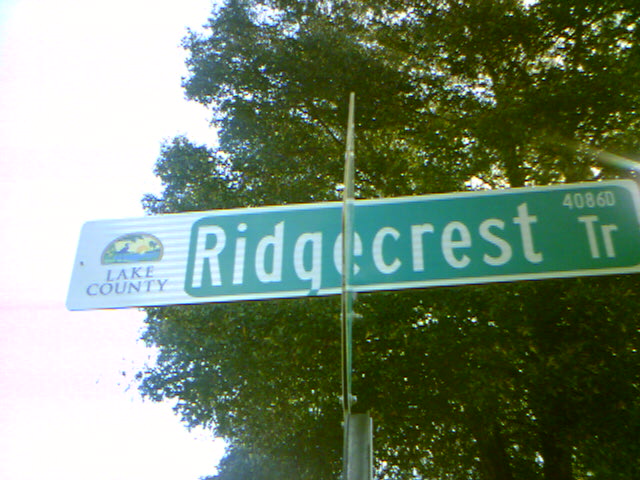 LAKE
COUNTY
Ridgecrest Tr
4086D